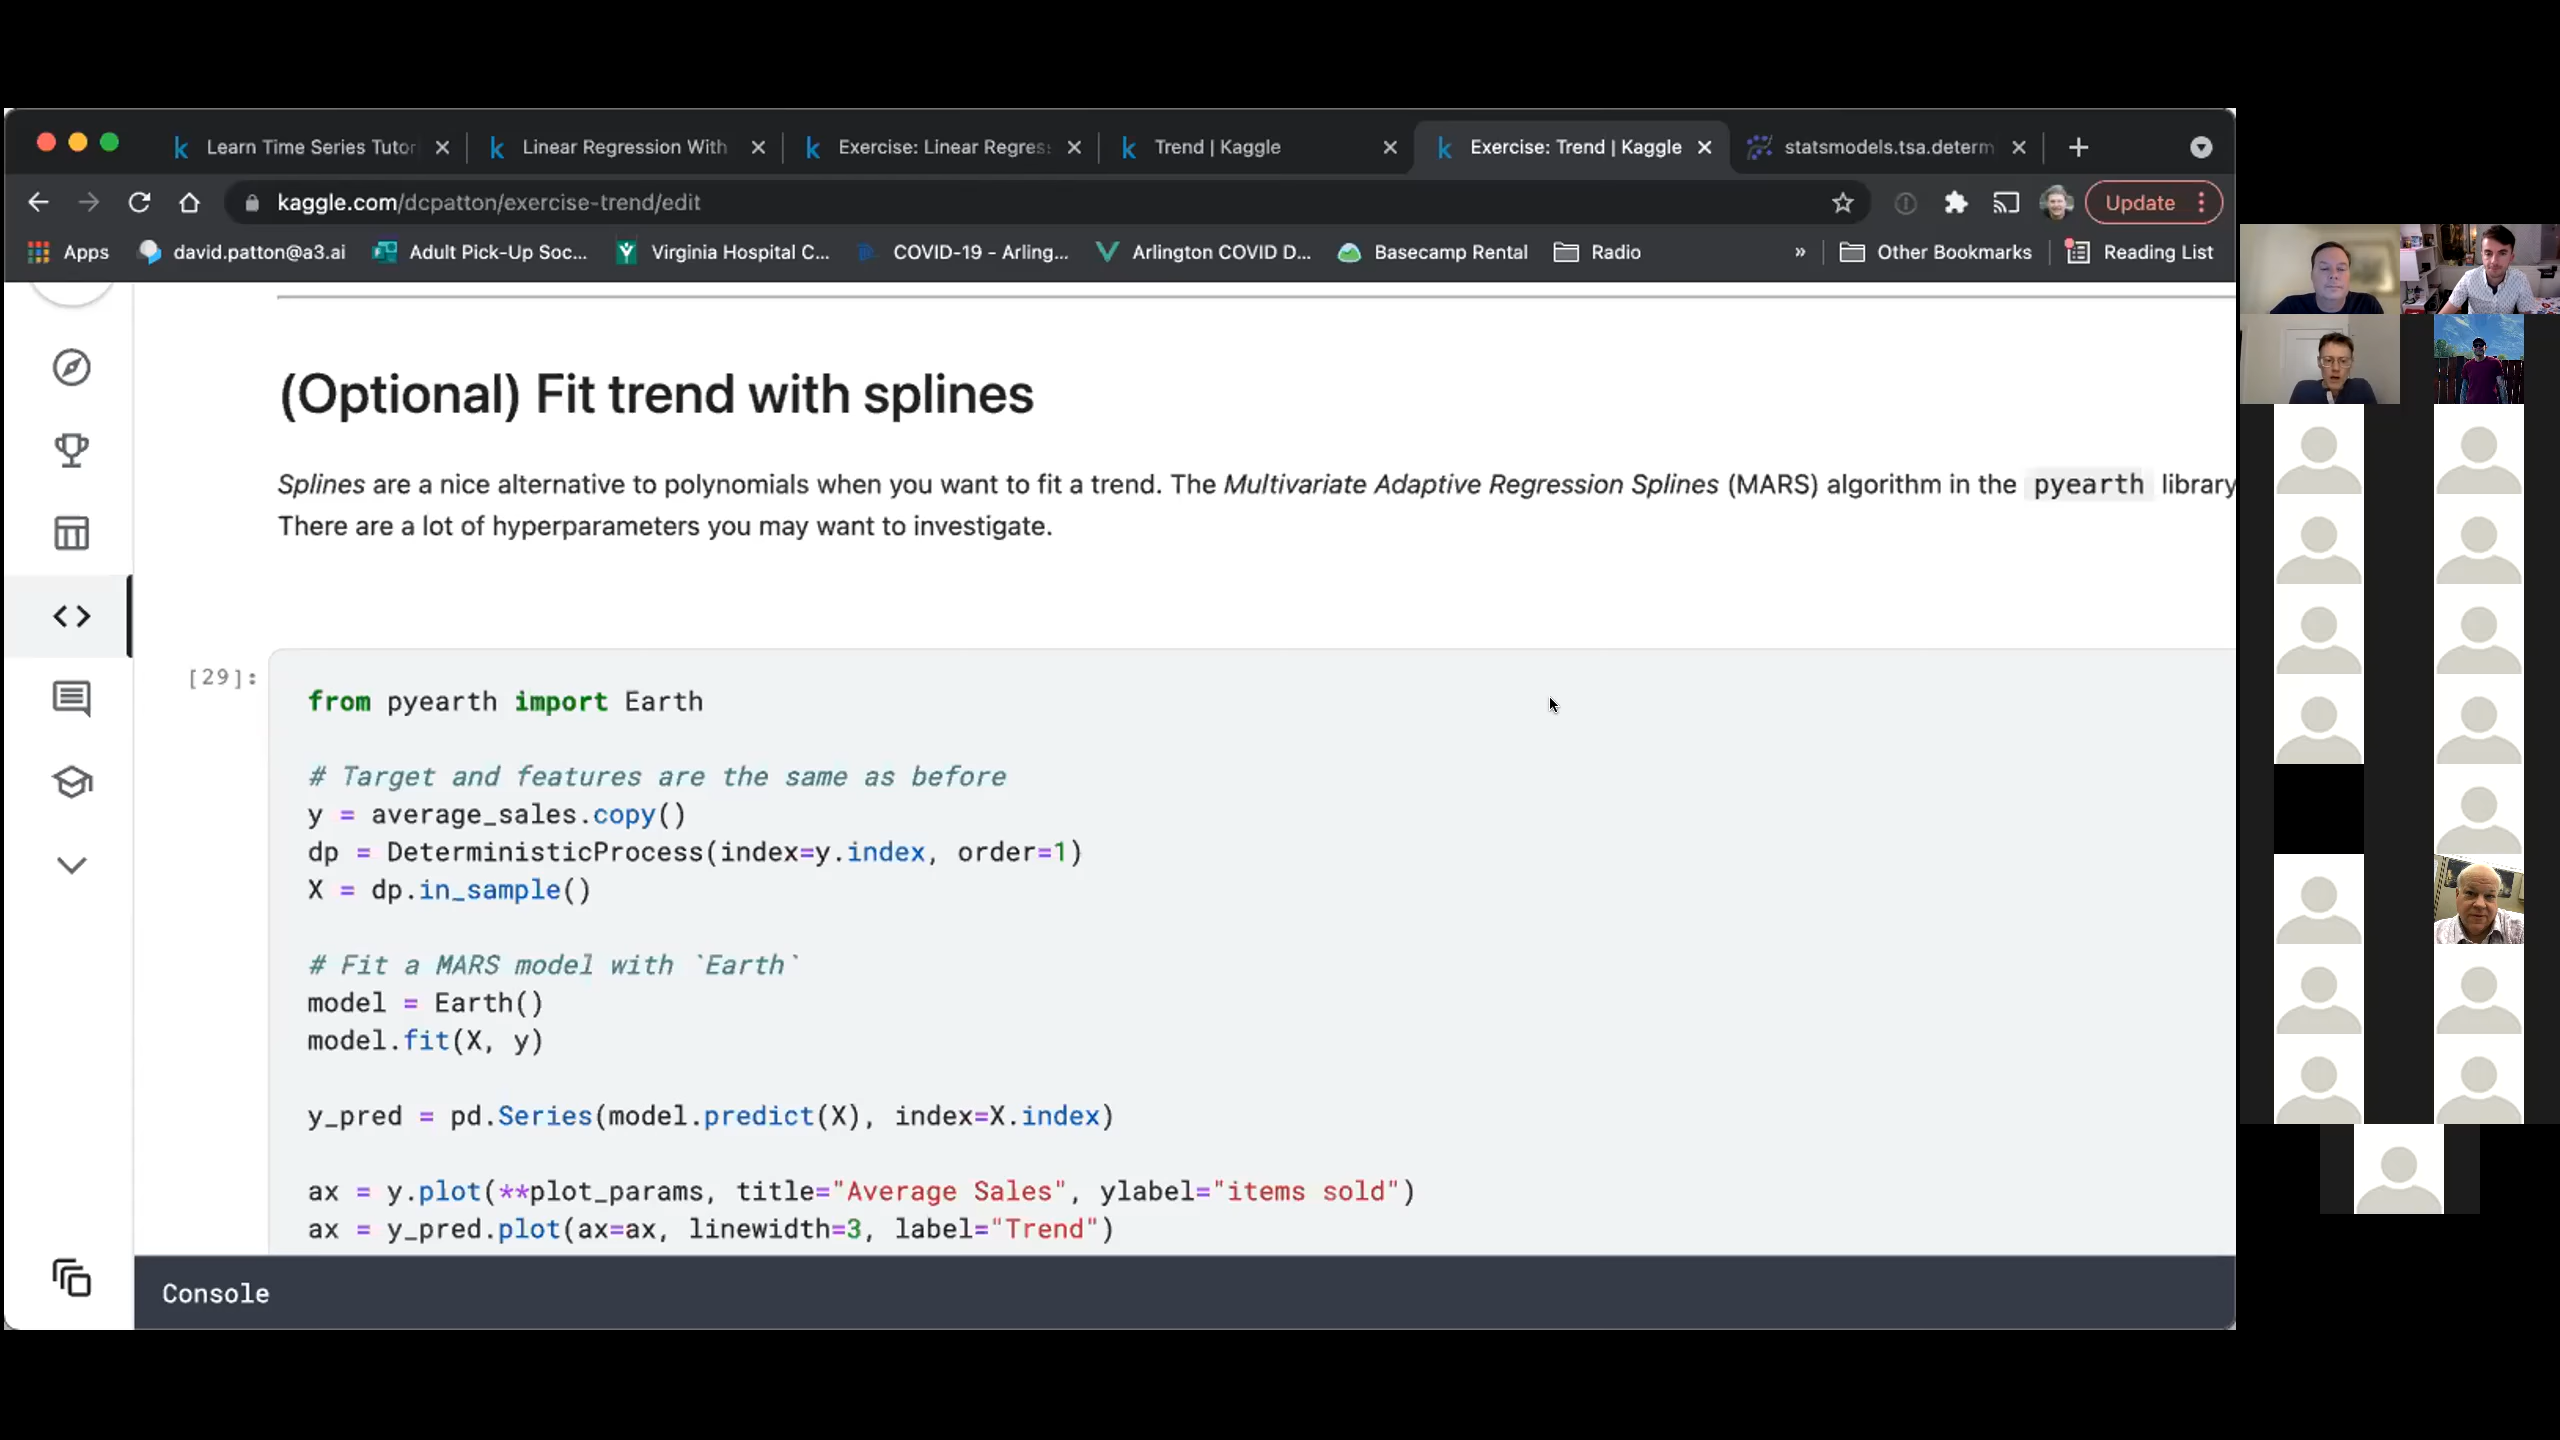 Learn Time Series Tutor
Linear Regression With
Exercise: Linear Regres
Trend | Kaggle
Exercise: Trend | Kaggle
statsmodels.tsa.determ
kaggle.com/dcpatton/exercise-trend/edit
Update
Apps
david.patton@a3.ai
Adult Pick-Up Soc...
Virginia Hospital C...
COVID-19 - Arling...
Arlington COVID D...
Basecamp Rental
Radio
»
Other Bookmarks
Reading List
(Optional) Fit trend with splines
Splines are a nice alternative to polynomials when you want to fit a trend. The Multivariate Adaptive Regression Splines (MARS) algorithm in the pyearth library
There are a lot of hyperparameters you may want to investigate.
[29]:
from pyearth import Earth
# Target and features are the same as before
y = average_sales.copy()
dp = DeterministicProcess(index=y.index, order=1)
X = dp.in_sample()
# Fit a MARS model with `Earth`
model = Earth()
model.fit(X, y)
y_pred = pd.Series(model.predict(X), index=X.index)
ax = y.plot(**plot_params, title="Average Sales", ylabel="items sold")
ax = y_pred.plot(ax=ax, linewidth=3, label="Trend")
Console